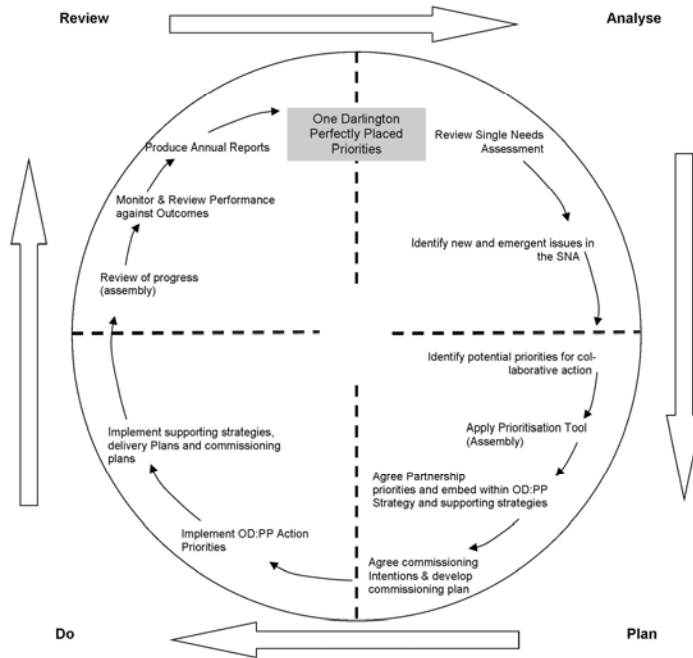 Review
Analyse
One Darlington
Perfectly Placed
Priorities
Review Single Needs
Assessment
Identify new and emergent issues in
the SNA
Identify potential priorities for col-
laborative action
Apply Prioritisation Tool
(Assembly)
Agree Partnership
priorities and embed within OD:PP
Strategy and supporting strategies
Agree commissioning
Intentions & develop
commissioning plan
Implement OD:PP Action
Priorities
Implement supporting strategies,
delivery Plans and commissioning
plans
Review of progress
(assembly)
Monitor & Review Performance
against Outcomes
Produce Annual Reports
Do
Plan